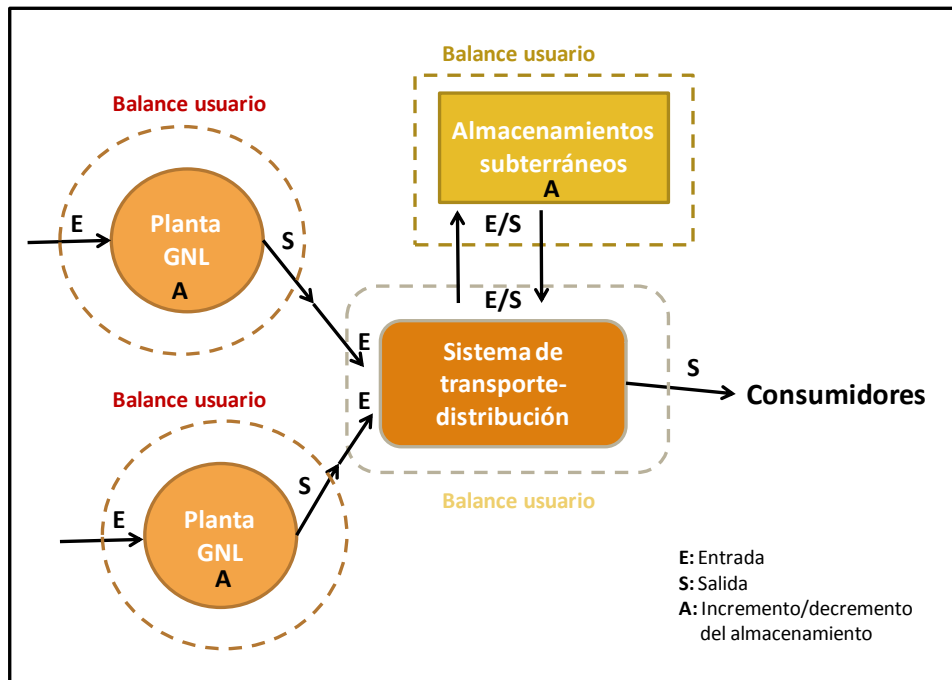 Balance usuario
Almacenamientos
subterráneos
A
E/S
E/S
Balance usuario
E
Planta
GNL
A
S
E
E
Sistema de
transporte-
distribución
S
Consumidores
Balance usuario
Balance usuario
E
Planta
GNL
A
S
E: Entrada
S: Salida
A: Incremento/decremento
del almacenamiento